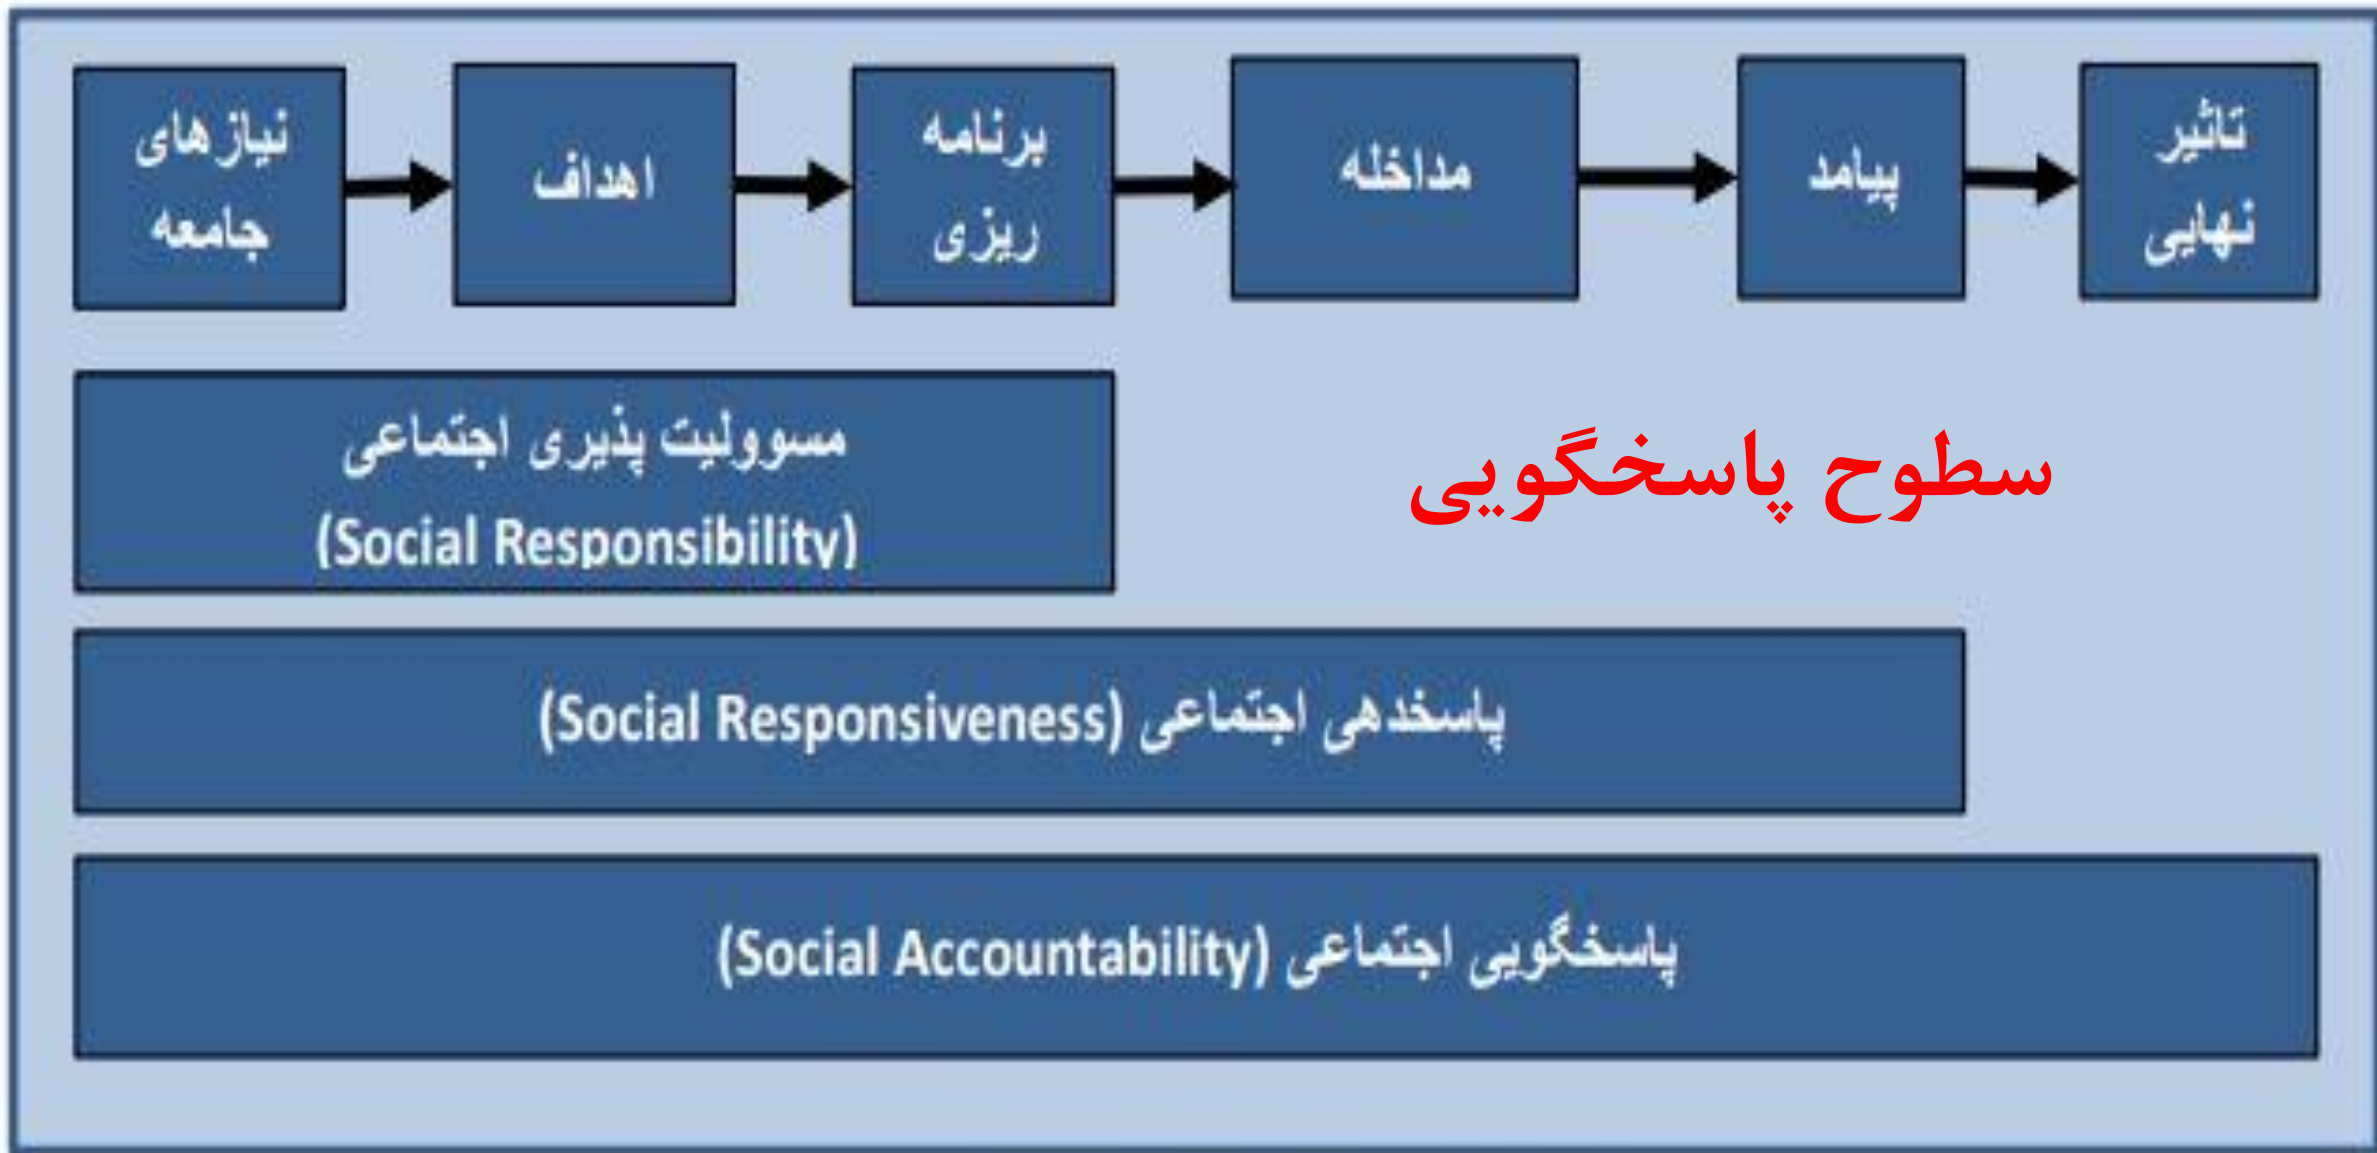 نیازهای
جامعه
اهداف
برنامه
ریزی
مداخله
پیامد
تاثیر
نهایی
مسوولیت پذیری اجتماعی
(Social Responsibility)
سطوح پاسخگویی
پاسخدهی اجتماعی (Social Responsiveness)
پاسخگویی اجتماعی (Social Accountability)